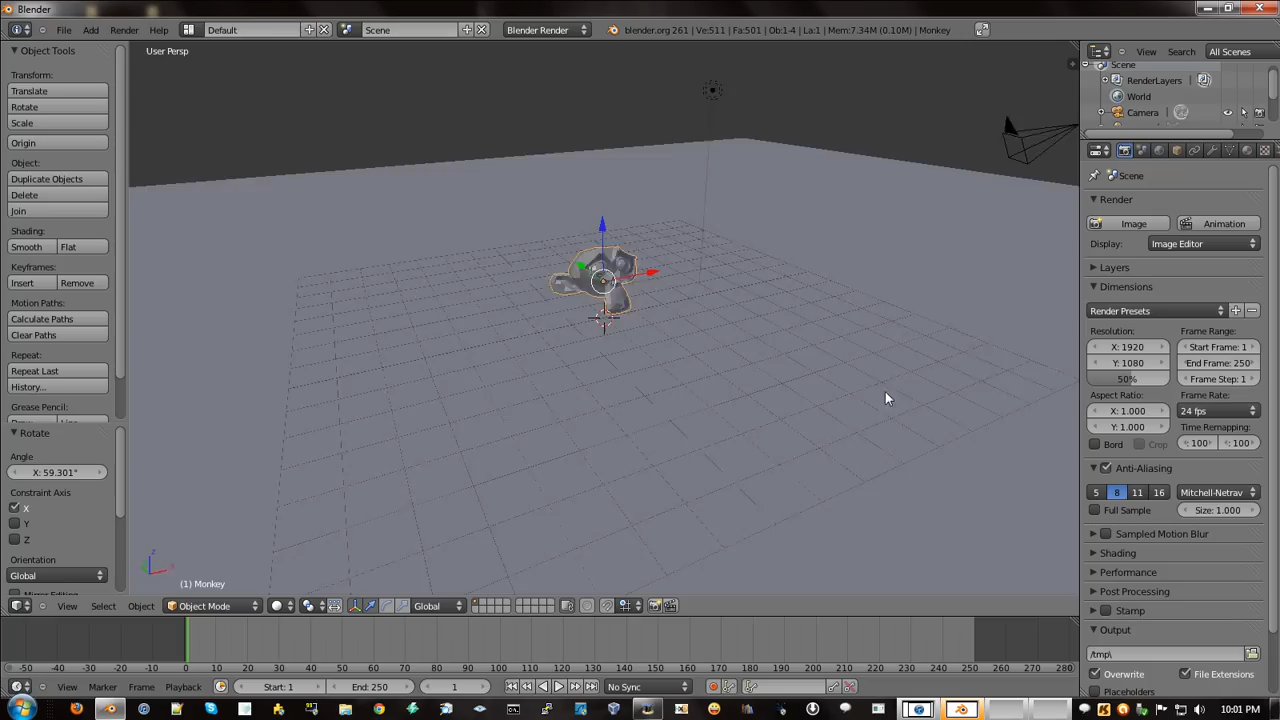 Blender
File Add Render Help Default Scene Blender Render blender.org 261 | Ve:511 | Fa:501 | Ob:1-4 | La:1 | Mem:7.34M (0.10M) | Monkey
Object Tools
Transform:
Translate
Rotate
Scale
Origin
Object:
Duplicate Objects
Delete
Join
Shading:
Smooth Flat
Keyframes:
Insert Remove
Motion Paths:
Calculate Paths
Clear Paths
Repeat:
Repeat Last
History...
Grease Pencil:
Rotate
Angle
X: 59.301°
Constraint Axis
X
Y
Z
Orientation
Global
User Persp
(1) Monkey
View Search All Scenes
Scene
RenderLayers
World
Camera
Scene
Render
Image Animation
Display: Image Editor
Layers
Dimensions
Render Presets
Resolution: Frame Range:
X: 1920 Start Frame: 1
Y: 1080 End Frame: 250
50% Frame Step: 1
Aspect Ratio: Frame Rate:
X: 1.000 24 fps
Y: 1.000 Time Remapping:
Bord Crop 100 100
Anti-Aliasing
5 8 11 16 Mitchell-Netrav
Full Sample Size: 1.000
Sampled Motion Blur
Shading
Performance
Post Processing
Stamp
Output
/tmp\
Overwrite File Extensions
Placeholders
View Select Object Object Mode Global
-50 -40 -30 -20 -10 0 10 20 30 40 50 60 70 80 90 100 110 120 130 140 150 160 170 180 190 200 210 220 230 240 250 260 270 280
View Marker Frame Playback Start: 1 End: 250 1 No Sync
10:01 PM